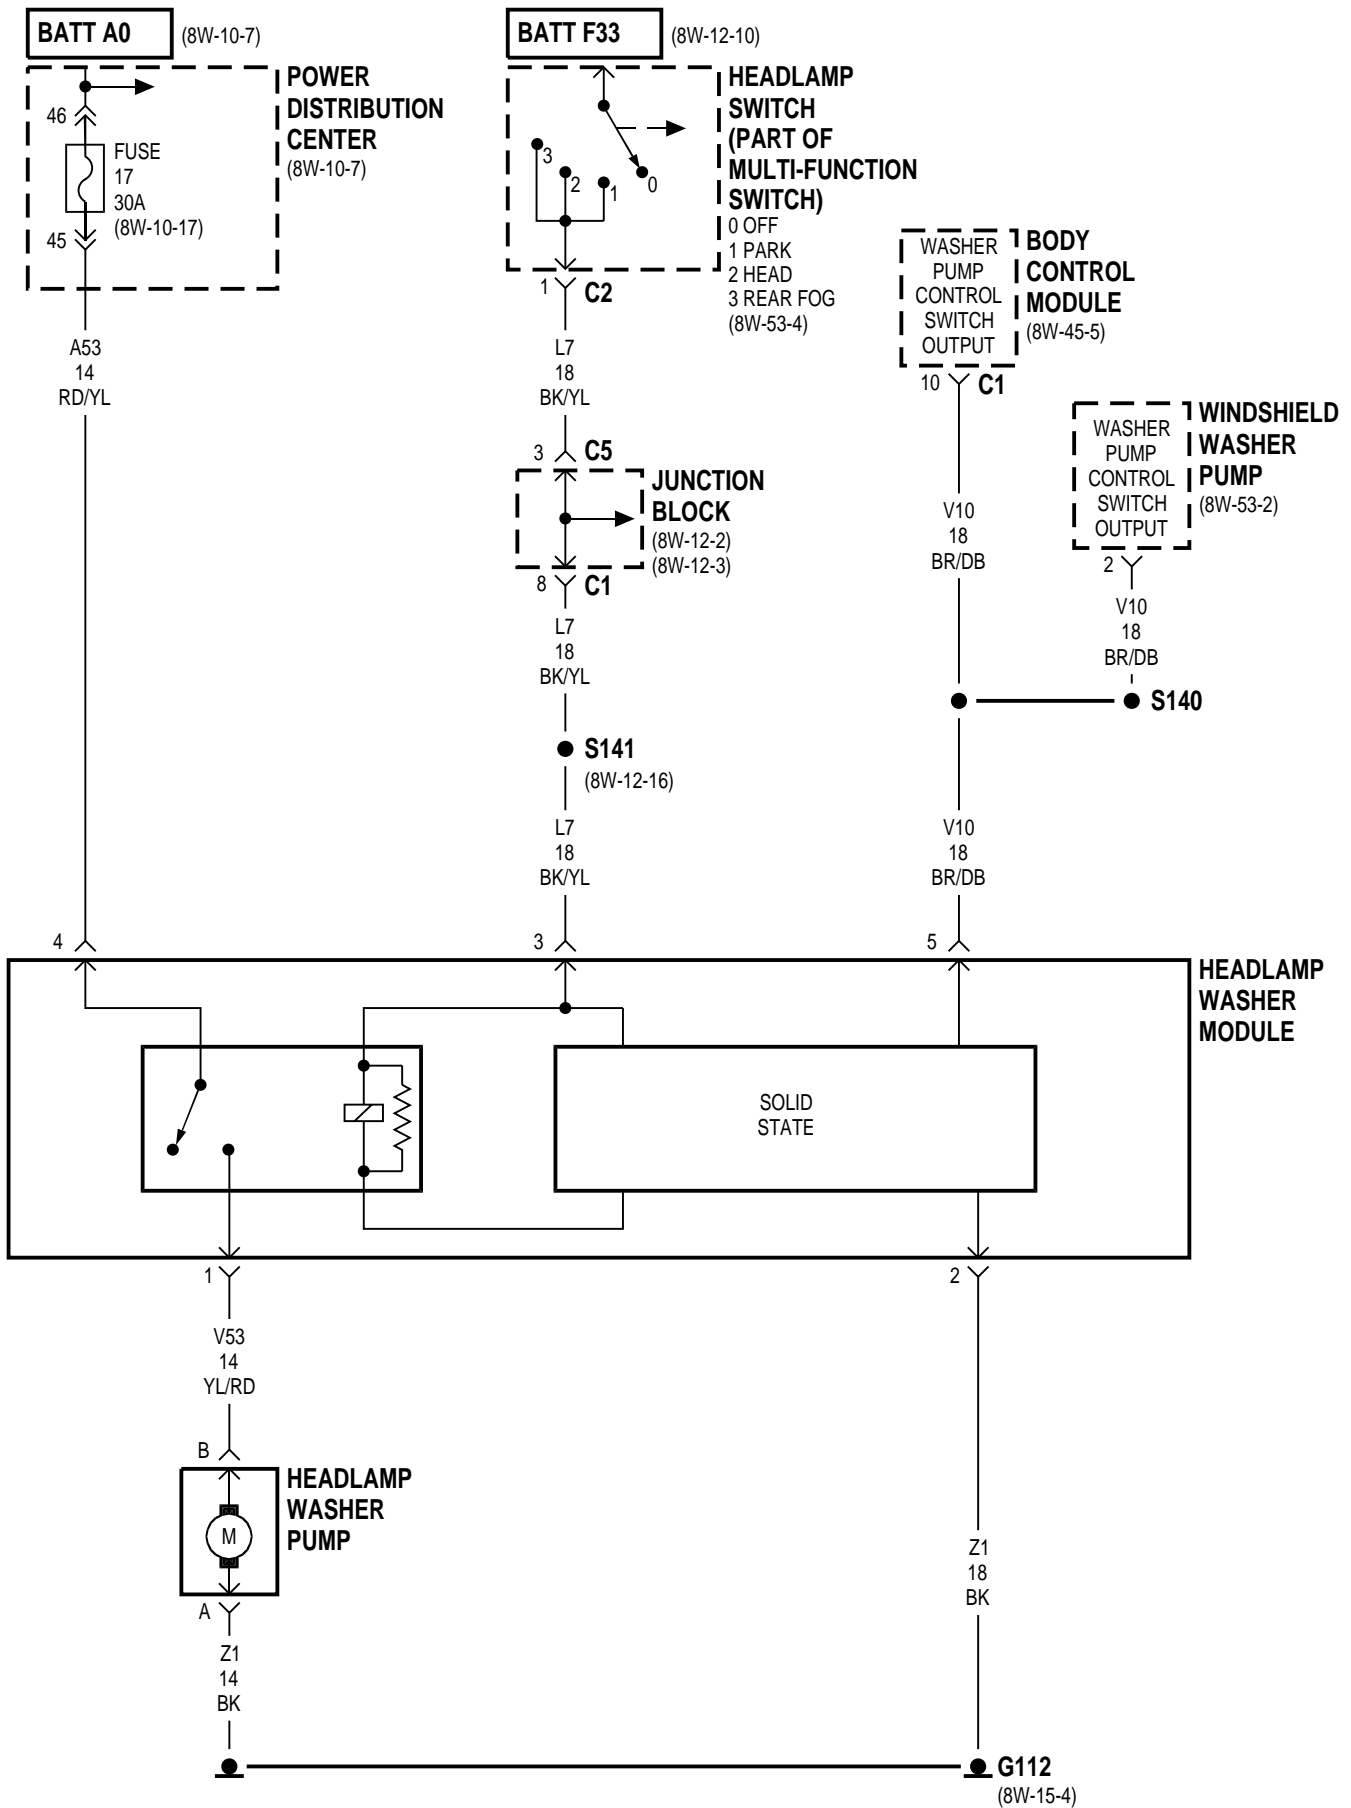 BATT A0
(8W-10-7)
BATT F33
(8W-12-10)
POWER
DISTRIBUTION
CENTER
(8W-10-7)
46
FUSE
17
30A
(8W-10-17)
45
HEADLAMP
SWITCH
(PART OF
MULTI-FUNCTION
SWITCH)
0 OFF
1 PARK
2 HEAD
3 REAR FOG
(8W-53-4)
3
2
1
0
1
C2
WASHER
PUMP
CONTROL
SWITCH
OUTPUT
BODY
CONTROL
MODULE
(8W-45-5)
10
C1
A53
14
RD/YL
L7
18
BK/YL
WASHER
PUMP
CONTROL
SWITCH
OUTPUT
WINDSHIELD
WASHER
PUMP
(8W-53-2)
2
3
C5
JUNCTION
BLOCK
(8W-12-2)
(8W-12-3)
8
C1
V10
18
BR/DB
V10
18
BR/DB
L7
18
BK/YL
S140
S141
(8W-12-16)
L7
18
BK/YL
V10
18
BR/DB
4
3
5
HEADLAMP
WASHER
MODULE
SOLID
STATE
1
2
V53
14
YL/RD
B
HEADLAMP
WASHER
PUMP
M
A
Z1
18
BK
Z1
14
BK
G112
(8W-15-4)